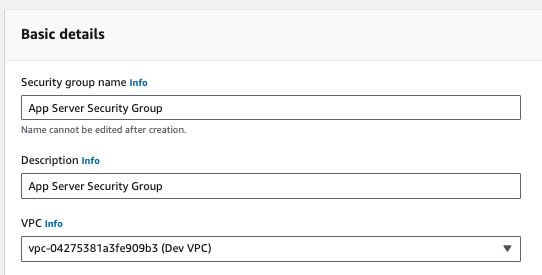 Basic details
Security group name Info
App Server Security Group
Name cannot be edited after creation.
Description Info
App Server Security Group
VPC Info
vpc-04275381a3fe909b3 (Dev VPC)